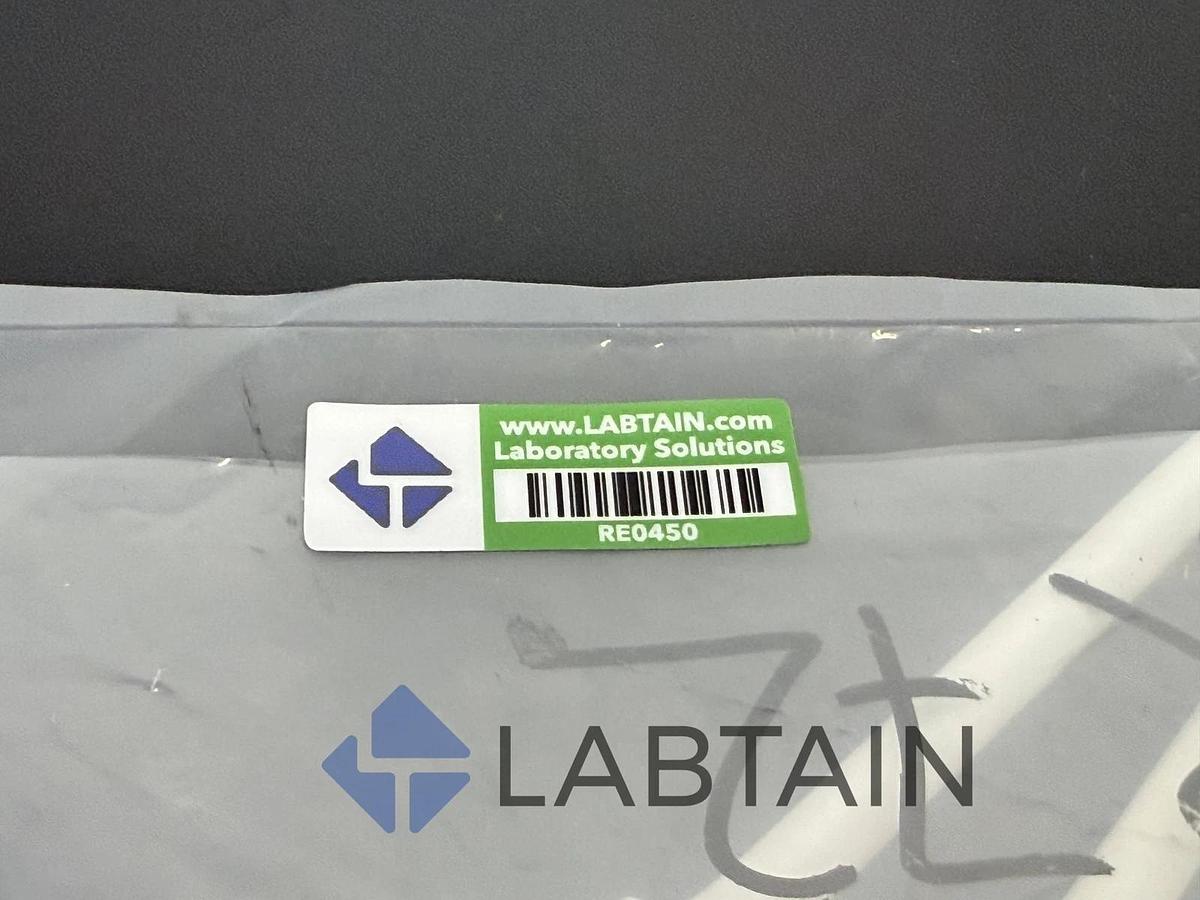 www.LABTAIN.com
Laboratory Solutions
RE0450
LABTAIN